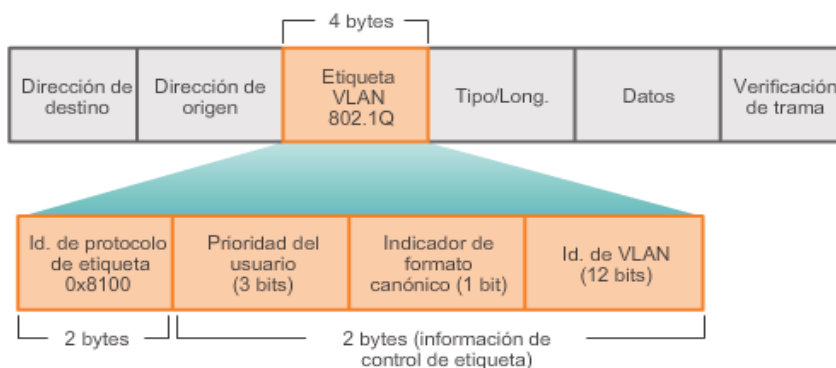 4 bytes
Dirección de
destino
Dirección de
origen
Etiqueta
VLAN
802.1Q
Tipo/Long.
Datos
Verificación
de trama
Id. de protocolo
de etiqueta
0x8100
Prioridad del
usuario
(3 bits)
Indicador de
formato
canónico (1 bit)
Id. de VLAN
(12 bits)
2 bytes
2 bytes (información de
control de etiqueta)